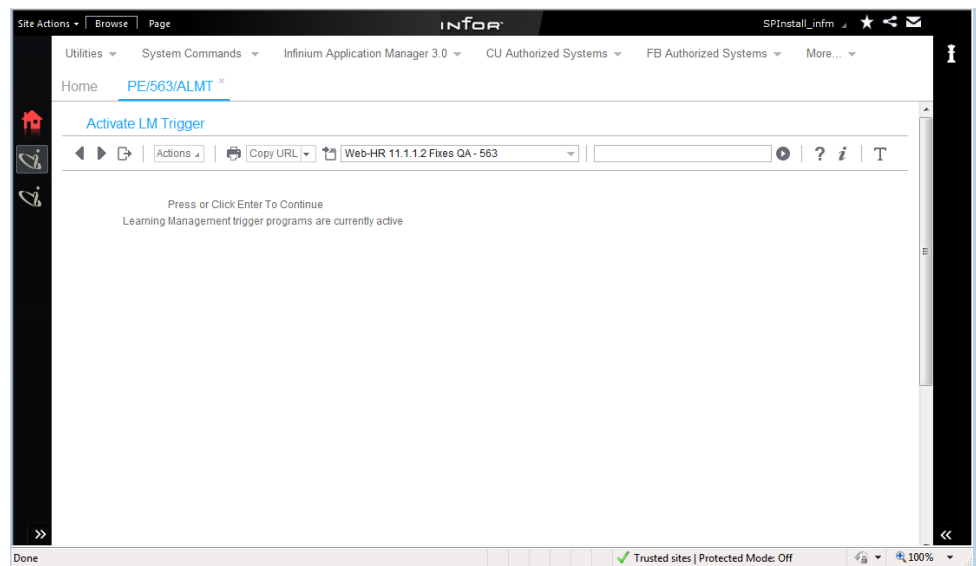 Site Actions Browse Page infor SPInstall_infm
Utilities System Commands Infinium Application Manager 3.0 CU Authorized Systems FB Authorized Systems More...
Home PE/563/ALMT ×
Activate LM Trigger
Actions Copy URL Web-HR 11.1.1.2 Fixes QA - 563 ? i T
Press or Click Enter To Continue
Learning Management trigger programs are currently active
Done Trusted sites | Protected Mode: Off 100%